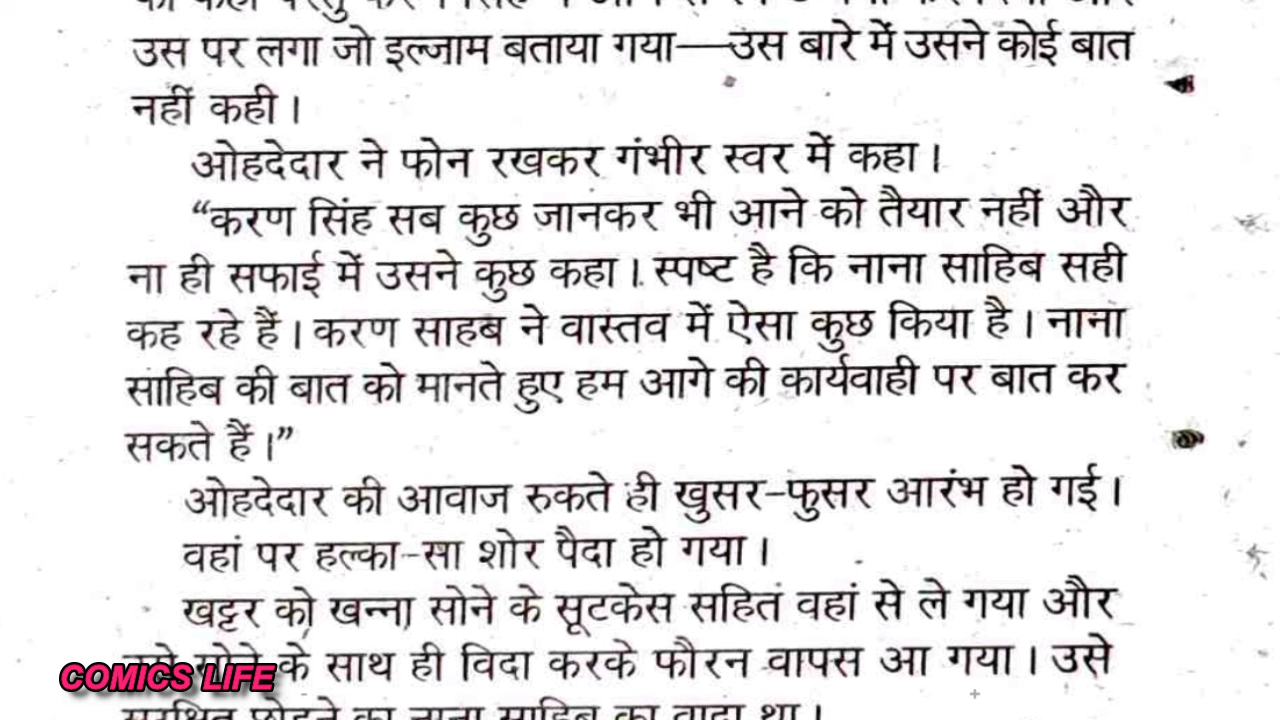 उस पर लगा जो इल्जाम बताया गया—उस बारे में उसने कोई बात
नहीं कही।
ओहदेदार ने फोन रखकर गंभीर स्वर में कहा।
“करण सिंह सब कुछ जानकर भी आने को तैयार नहीं और
ना ही सफाई में उसने कुछ कहा। स्पष्ट है कि नाना साहिब सही
कह रहे हैं। करण साहब ने वास्तव में ऐसा कुछ किया है। नाना
साहिब की बात को मानते हुए हम आगे की कार्यवाही पर बात कर
सकते हैं।”
ओहदेदार की आवाज रुकते ही खुसर-फुसर आरंभ हो गई।
वहां पर हल्का-सा शोर पैदा हो गया।
खट्टर को खन्ना सोने के सूटकेस सहित वहां से ले गया और
के साथ ही विदा करके फौरन वापस आ गया। उसे
का नाना साहिब का वादा था।
COMICS LIFE